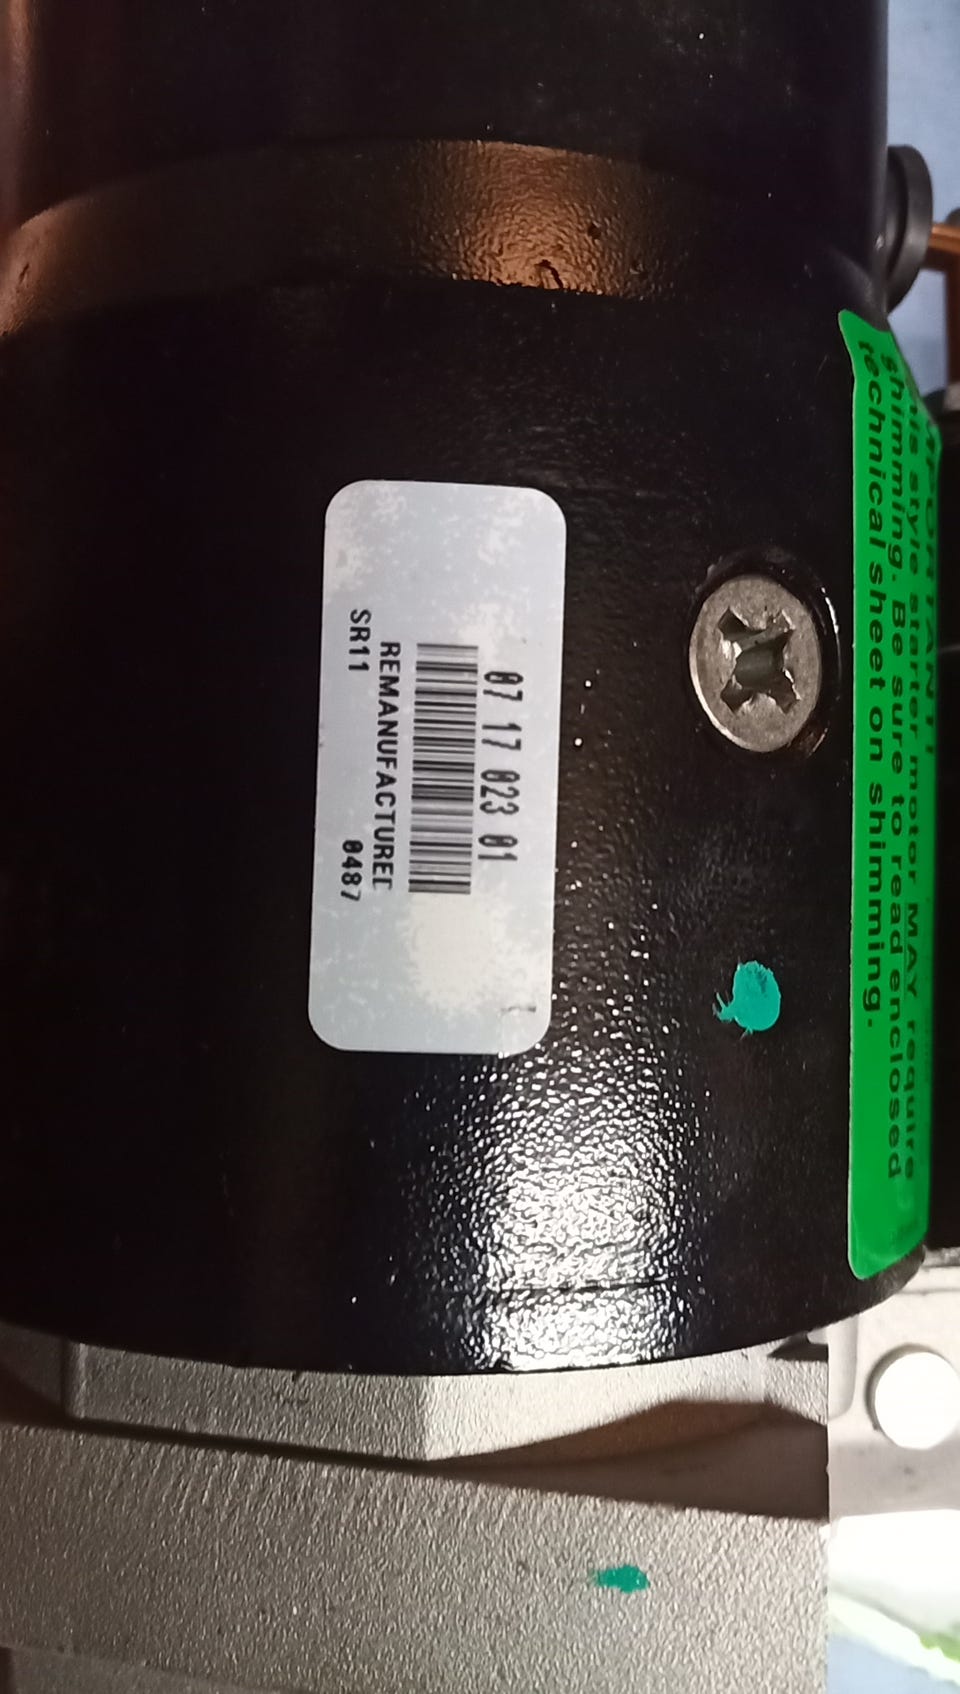 07 17 023 01
REMANUFACTURED
SR11 0487
IMPORTANT!
This style starter motor MAY require
shimming. Be sure to read enclosed
technical sheet on shimming.